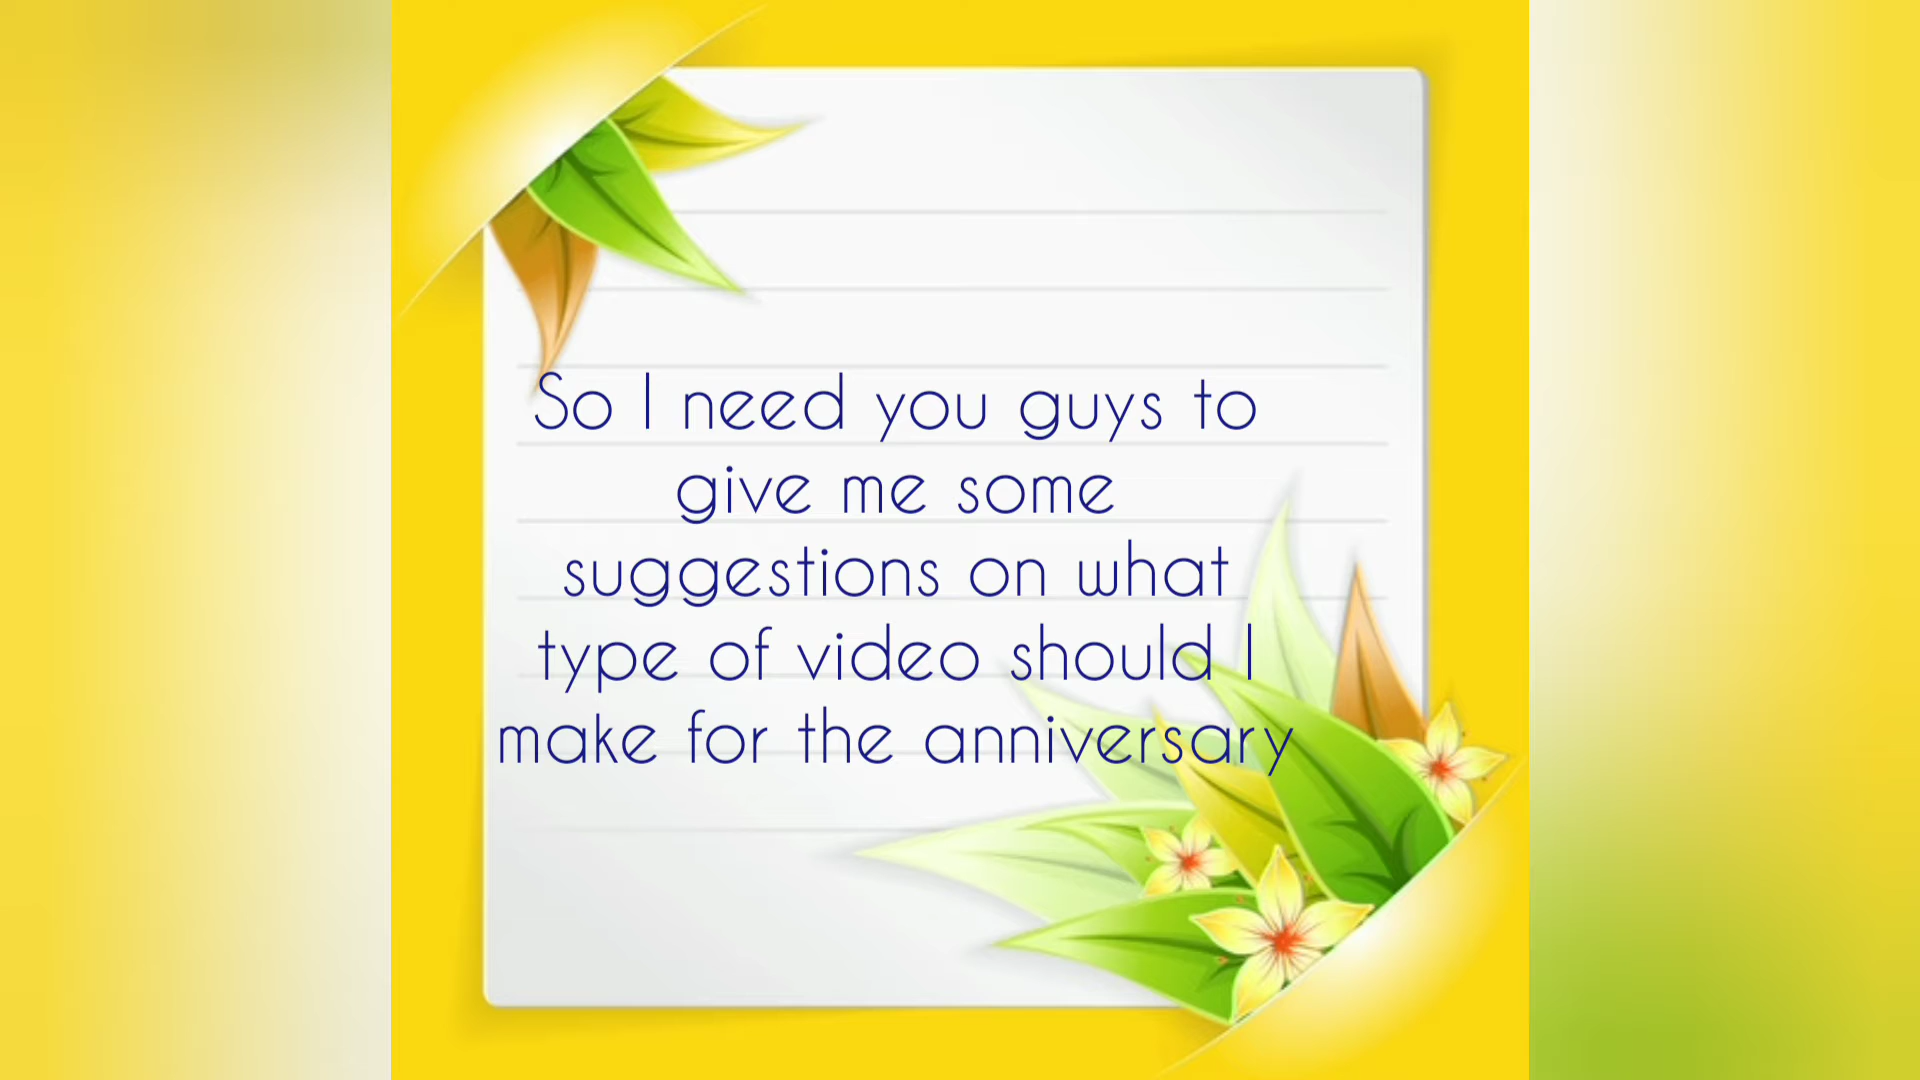 So I need you guys to
give me some
suggestions on what
type of video should I
make for the anniversary